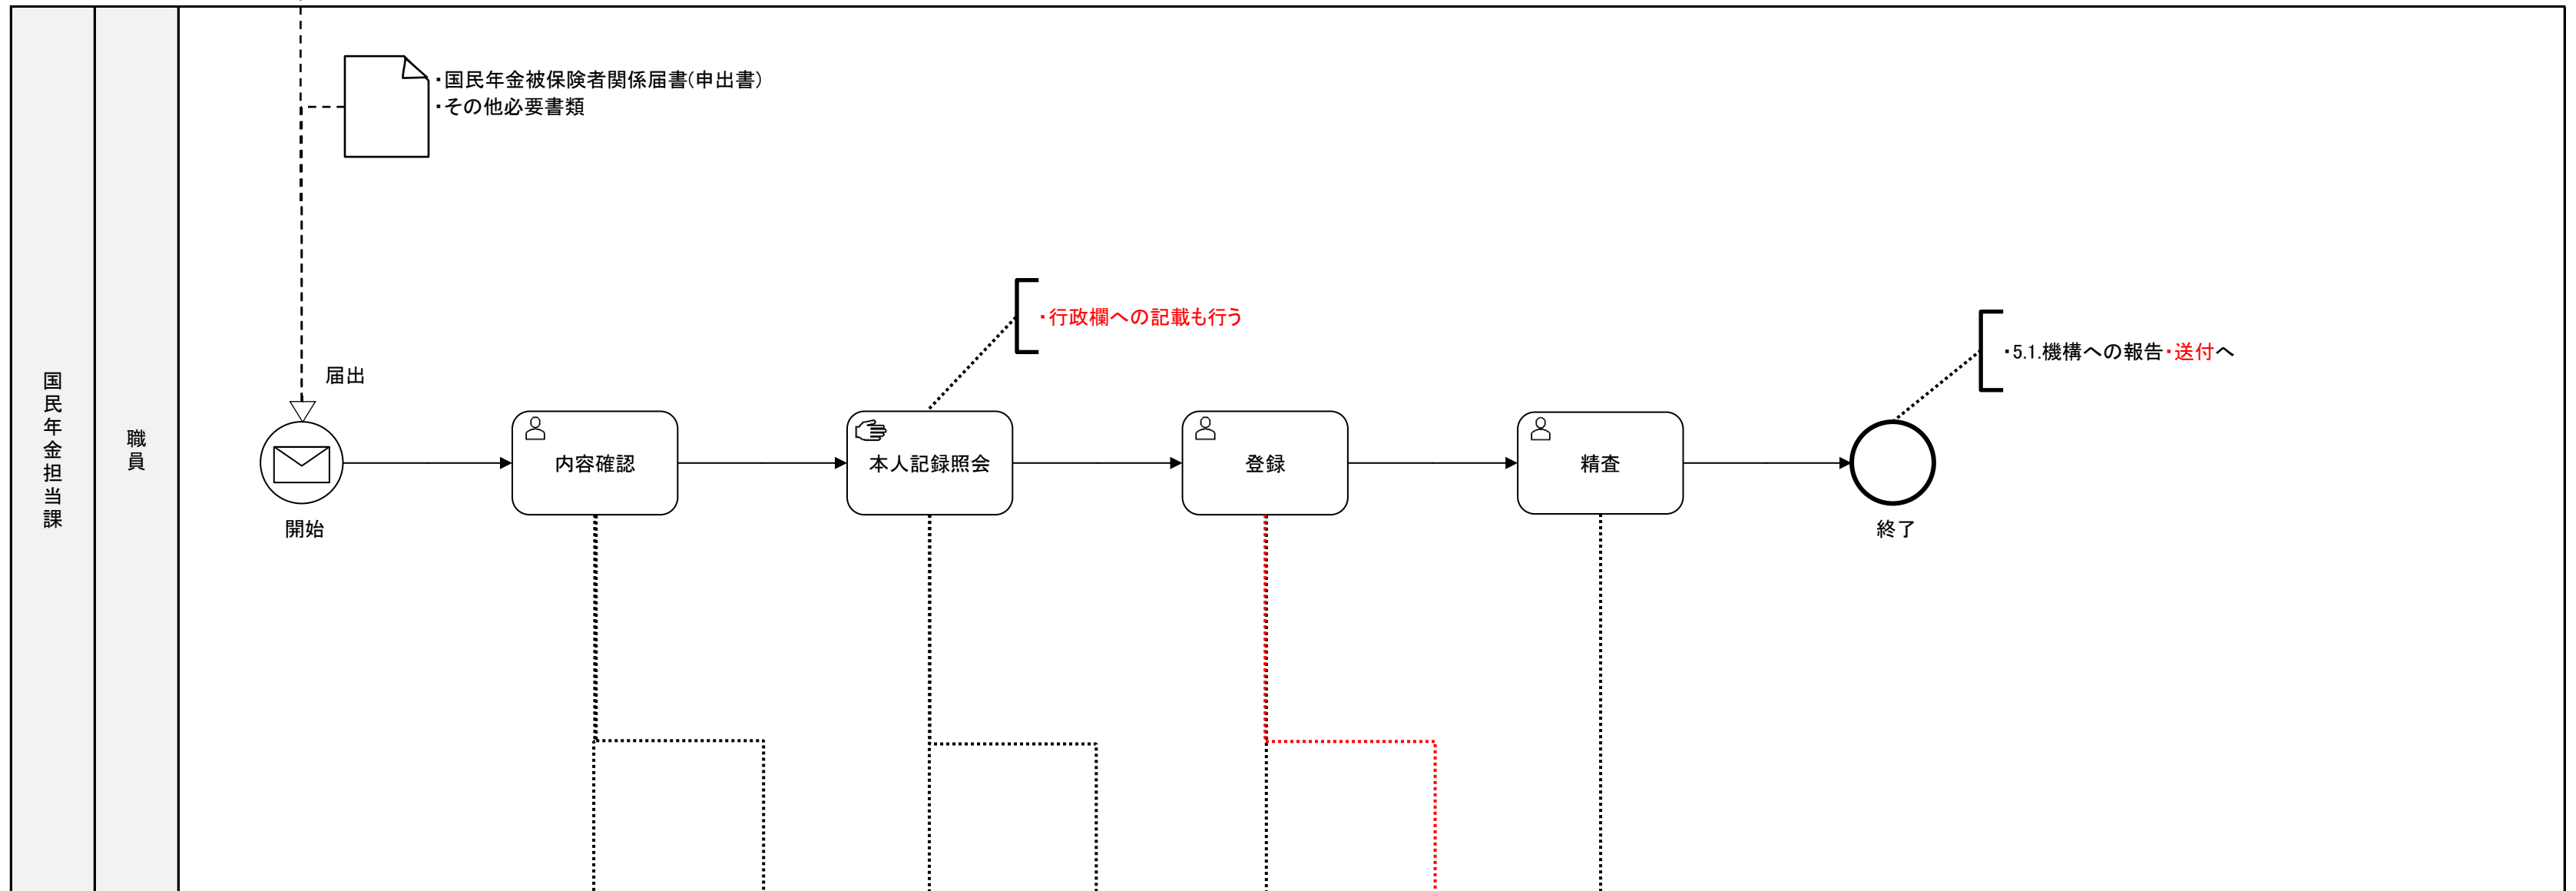 国民年金担当課
職員
・国民年金被保険者関係届書(申出書)
・その他必要書類
届出
開始
内容確認
・行政欄への記載も行う
本人記録照会
登録
精査
・5.1.機構への報告・送付へ
終了